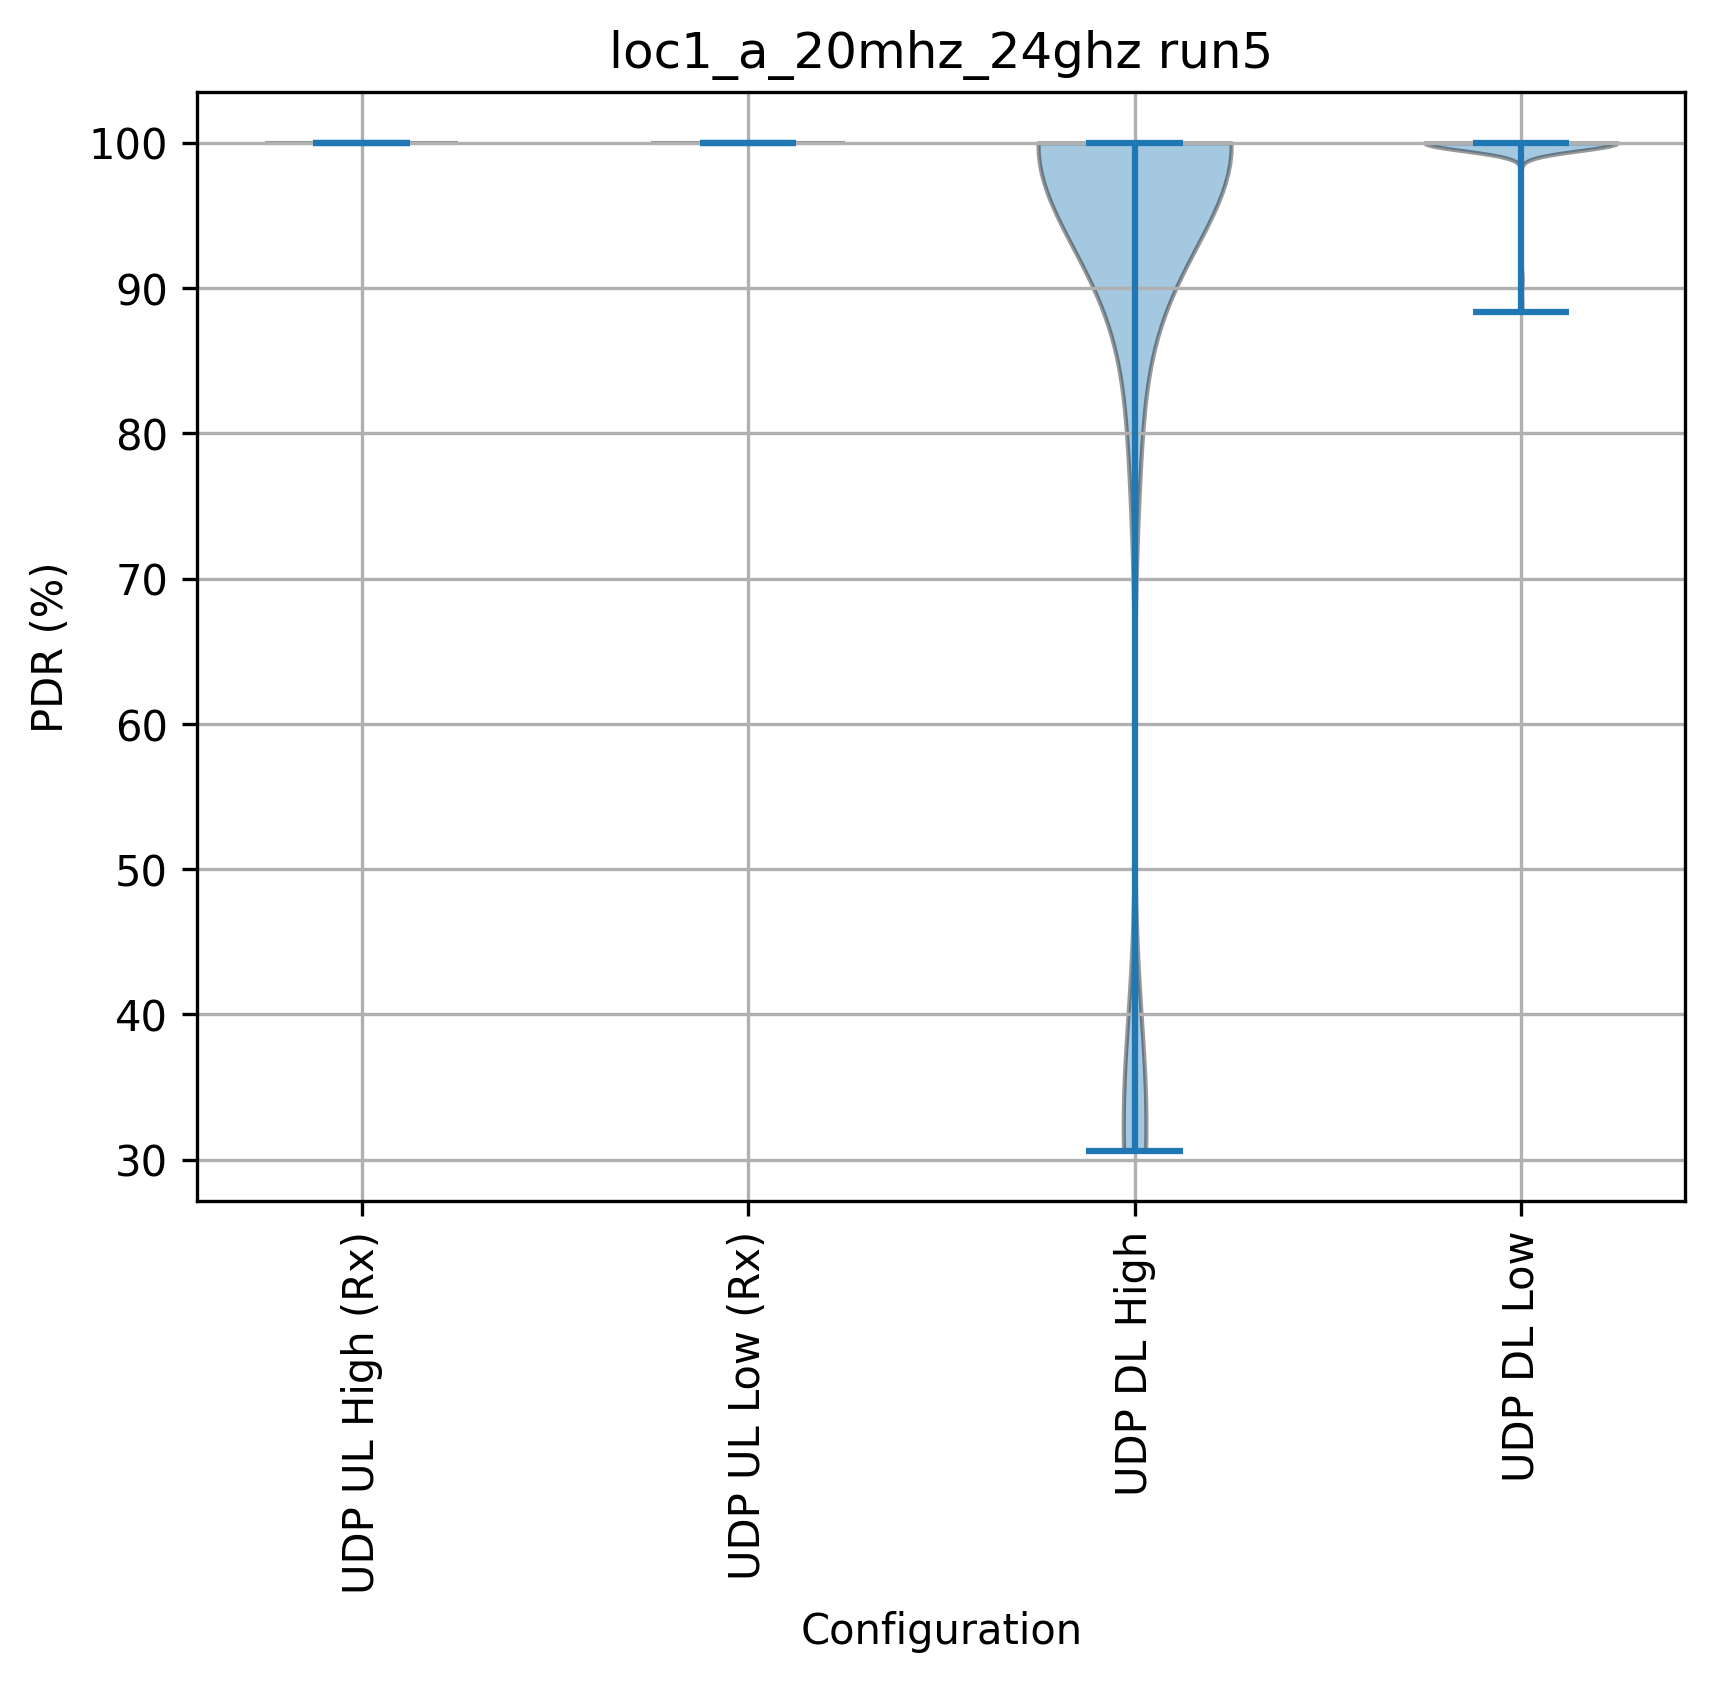 loc1_a_20mhz_24ghz run5
PDR (%)
100
90
80
70
60
50
40
30
UDP UL High (Rx)
UDP UL Low (Rx)
UDP DL High
UDP DL Low
Configuration